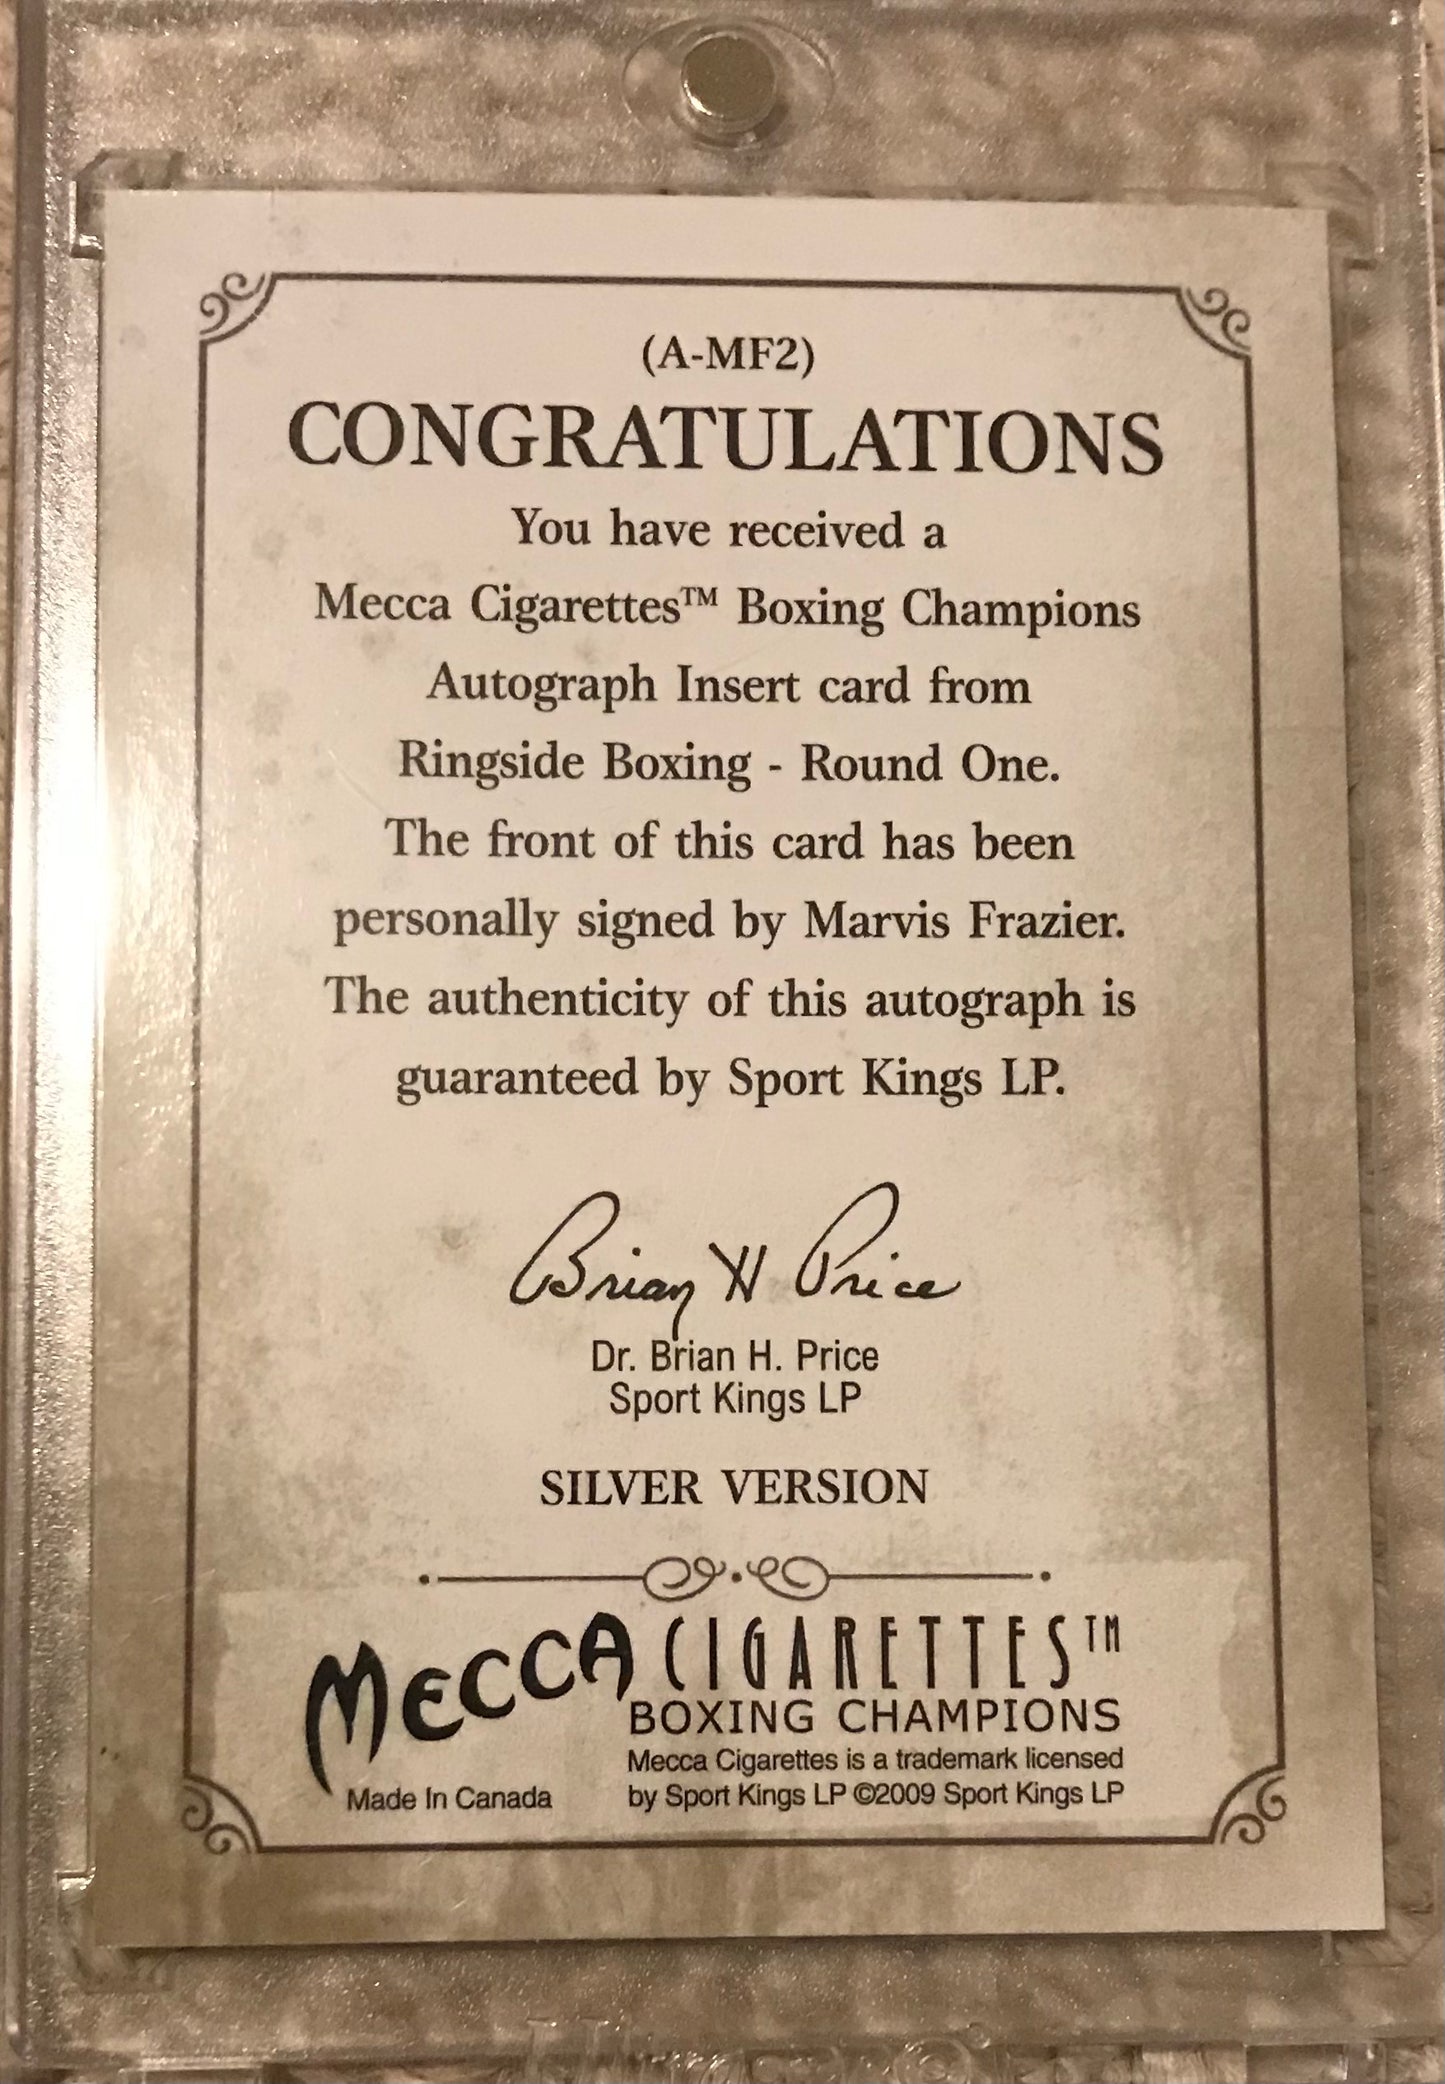 (A-MF2)
CONGRATULATIONS
You have received a
Mecca Cigarettes™ Boxing Champions
Autograph Insert card from
Ringside Boxing - Round One.
The front of this card has been
personally signed by Marvis Frazier.
The authenticity of this autograph is
guaranteed by Sport Kings LP.
Brian H Price
Dr. Brian H. Price
Sport Kings LP
SILVER VERSION
MECCA CIGARETTES™
BOXING CHAMPIONS
Mecca Cigarettes is a trademark licensed
Made In Canada by Sport Kings LP ©2009 Sport Kings LP